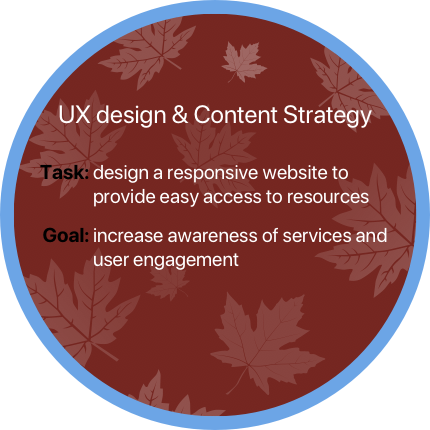 UX design & Content Strategy
Task: design a responsive website to
provide easy access to resources
Goal: increase awareness of services and
user engagement